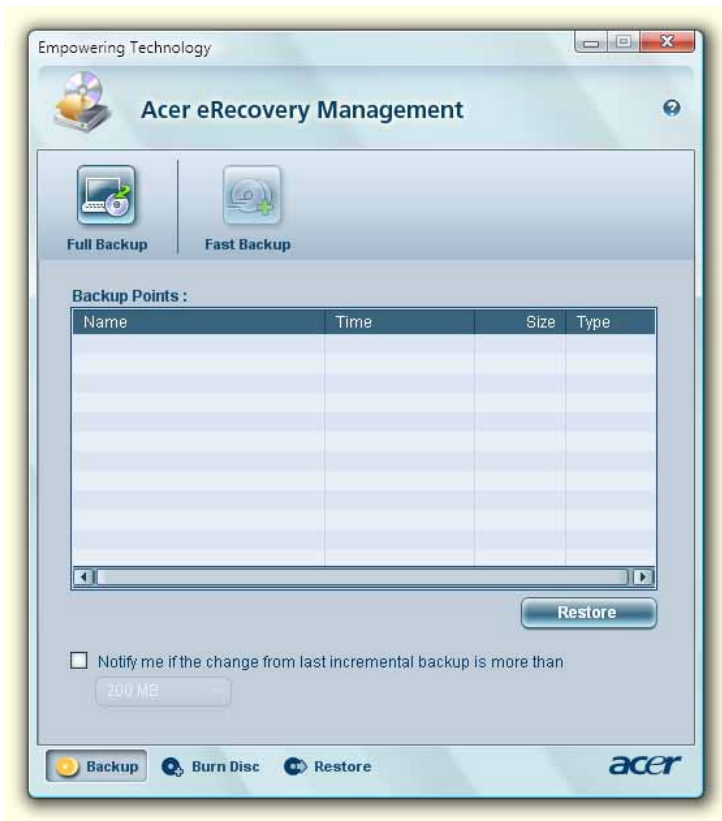 Empowering Technology
Acer eRecovery Management
Full Backup Fast Backup
Backup Points :
Name Time Size Type
Restore
Notify me if the change from last incremental backup is more than
200 MB
Backup Burn Disc Restore acer